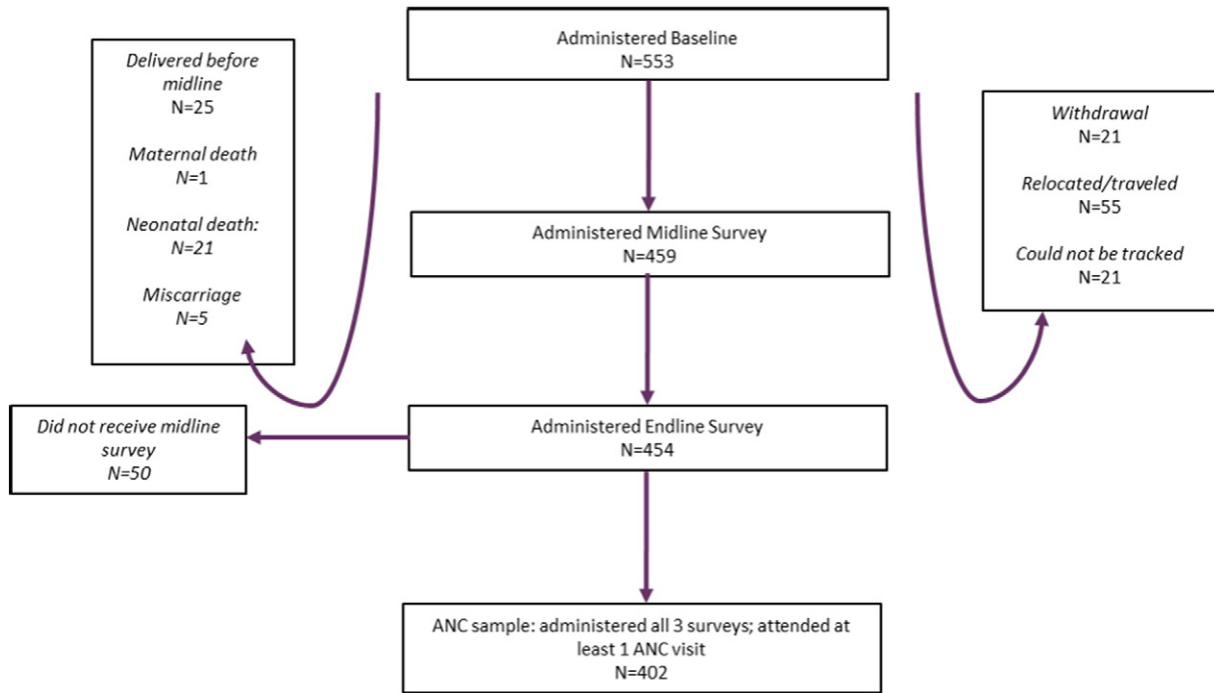 Administered Baseline
N=553
Delivered before
midline
N=25
Maternal death
N=1
Neonatal death:
N=21
Miscarriage
N=5
Withdrawal
N=21
Relocated/traveled
N=55
Could not be tracked
N=21
Administered Midline Survey
N=459
Did not receive midline
survey
N=50
Administered Endline Survey
N=454
ANC sample: administered all 3 surveys; attended at
least 1 ANC visit
N=402